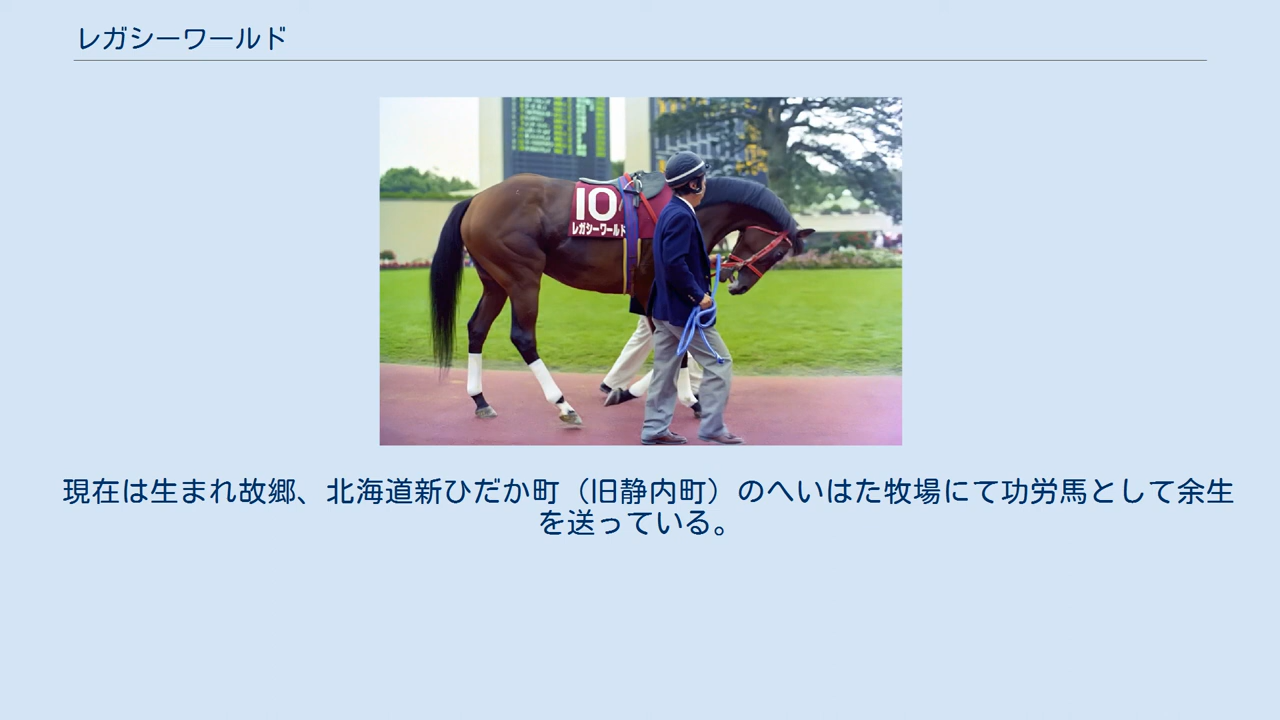 レガシーワールド
10
レガシーワールド
現在は生まれ故郷、北海道新ひだか町（旧静内町）のへいはた牧場にて功労馬として余生
を送っている。